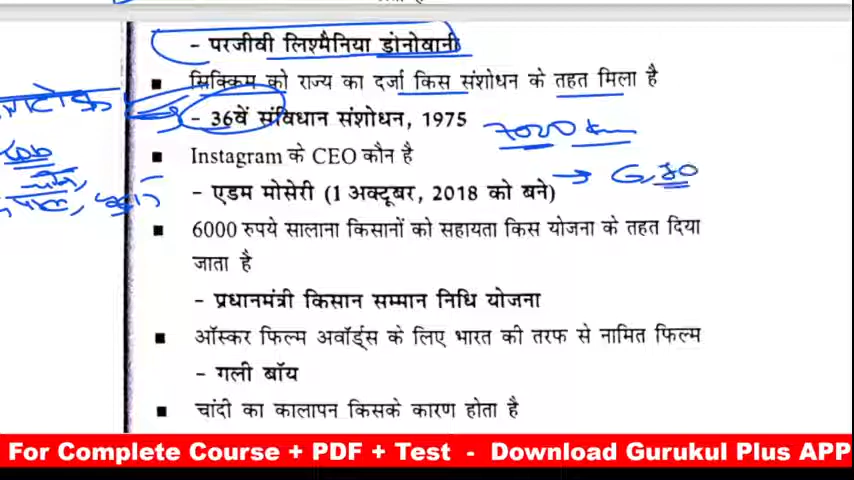 - परजीवी लिश्मैनिया डोनोवानी
▪ सिक्किम को राज्य का दर्जा किस संशोधन के तहत मिला है
- 36वें संविधान संशोधन, 1975
7000 km
▪ Instagram के CEO कौन है
- एडम मोसेरी (1 अक्टूबर, 2018 को बने)
▪ 6000 रुपये सालाना किसानों को सहायता किस योजना के तहत दिया
जाता है
- प्रधानमंत्री किसान सम्मान निधि योजना
▪ ऑस्कर फिल्म अवॉर्ड्स के लिए भारत की तरफ से नामित फिल्म
- गली बॉय
▪ चांदी का कालापन किसके कारण होता है
For Complete Course + PDF + Test - Download Gurukul Plus APP